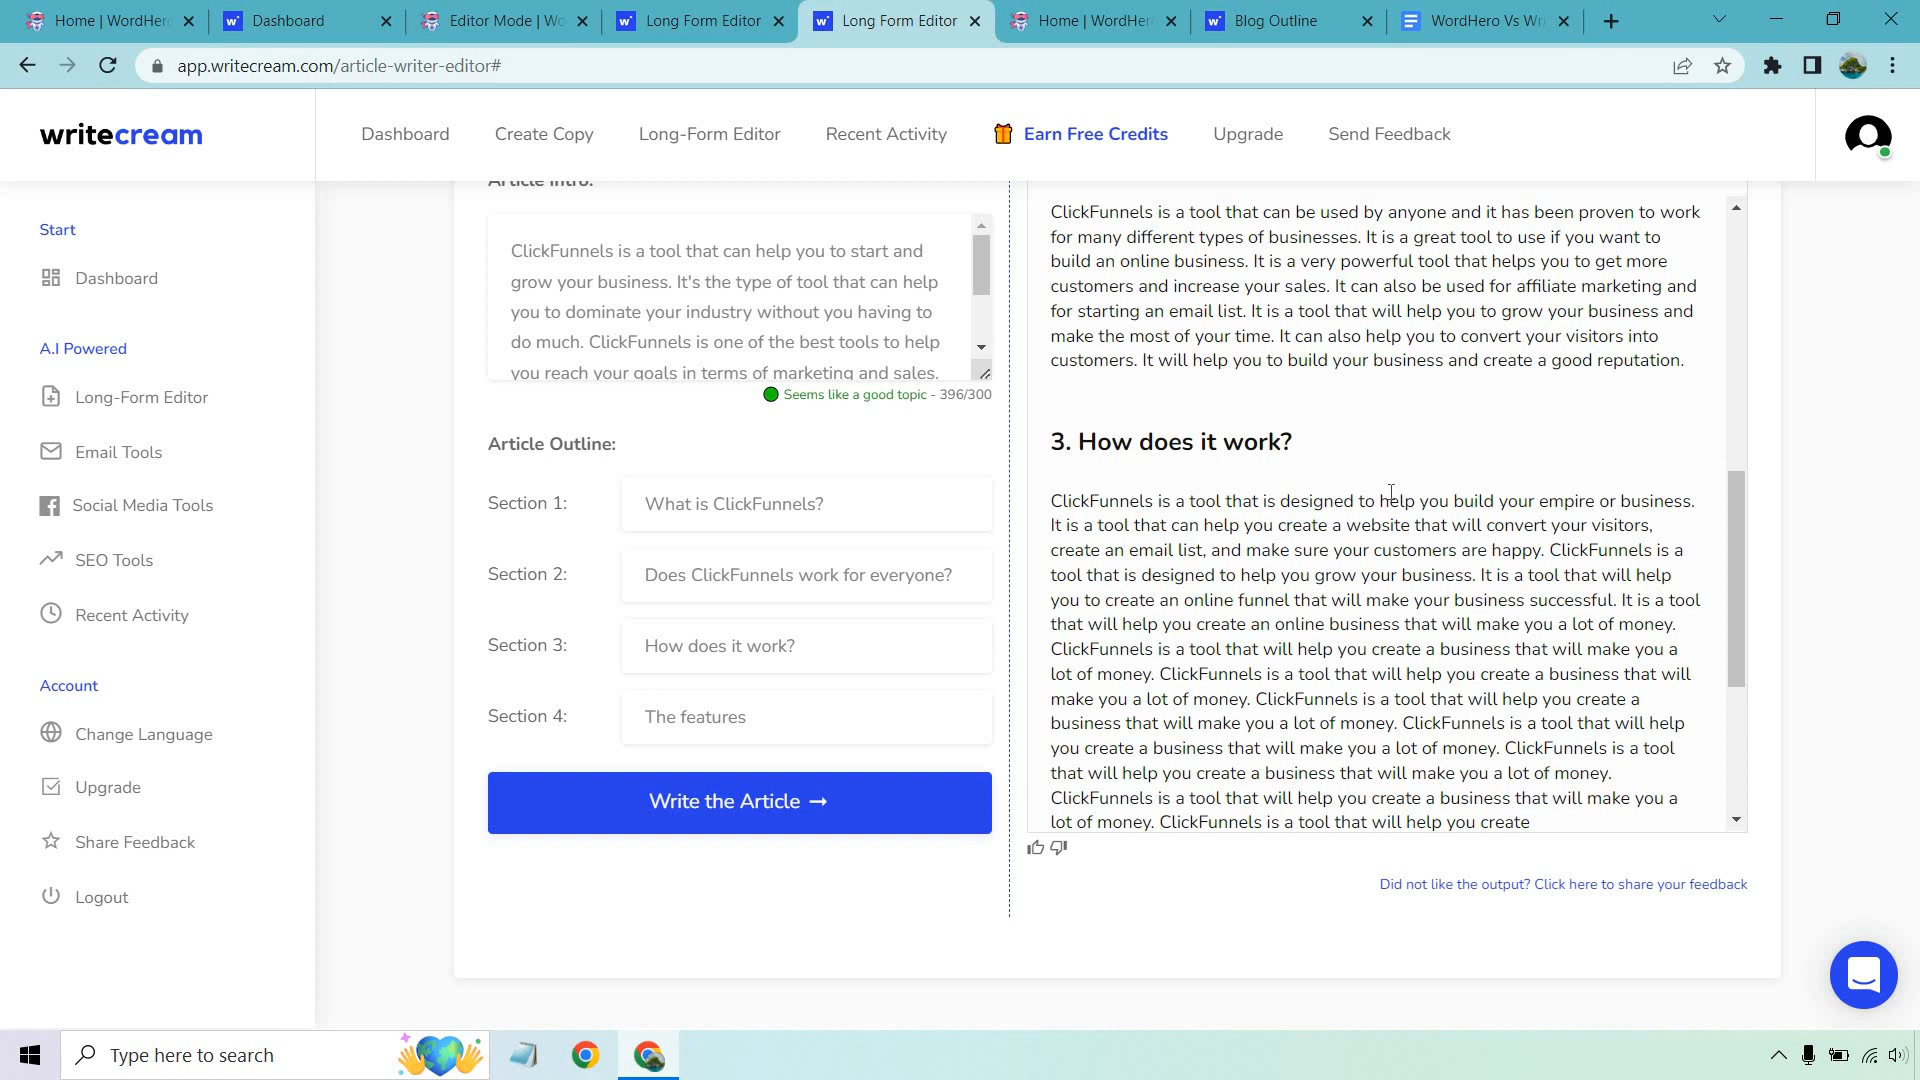 Home | WordHer
Dashboard
Editor Mode | Wo
Long Form Editor
Long Form Editor
Home | WordHer
Blog Outline
WordHero Vs Wri
app.writecream.com/article-writer-editor#
writecream
Dashboard
Create Copy
Long-Form Editor
Recent Activity
Earn Free Credits
Upgrade
Send Feedback
Start
Dashboard
A.I Powered
Long-Form Editor
Email Tools
Social Media Tools
SEO Tools
Recent Activity
Account
Change Language
Upgrade
Share Feedback
Logout
Article Intro:
ClickFunnels is a tool that can help you to start and
grow your business. It's the type of tool that can help
you to dominate your industry without you having to
do much. ClickFunnels is one of the best tools to help
you reach your goals in terms of marketing and sales.
Seems like a good topic - 396/300
Article Outline:
Section 1:
What is ClickFunnels?
Section 2:
Does ClickFunnels work for everyone?
Section 3:
How does it work?
Section 4:
The features
Write the Article →
ClickFunnels is a tool that can be used by anyone and it has been proven to work
for many different types of businesses. It is a great tool to use if you want to
build an online business. It is a very powerful tool that helps you to get more
customers and increase your sales. It can also be used for affiliate marketing and
for starting an email list. It is a tool that will help you to grow your business and
make the most of your time. It can also help you to convert your visitors into
customers. It will help you to build your business and create a good reputation.
3. How does it work?
ClickFunnels is a tool that is designed to help you build your empire or business.
It is a tool that can help you create a website that will convert your visitors,
create an email list, and make sure your customers are happy. ClickFunnels is a
tool that is designed to help you grow your business. It is a tool that will help
you to create an online funnel that will make your business successful. It is a tool
that will help you create an online business that will make you a lot of money.
ClickFunnels is a tool that will help you create a business that will make you a
lot of money. ClickFunnels is a tool that will help you create a business that will
make you a lot of money. ClickFunnels is a tool that will help you create a
business that will make you a lot of money. ClickFunnels is a tool that will help
you create a business that will make you a lot of money. ClickFunnels is a tool
that will help you create a business that will make you a lot of money.
ClickFunnels is a tool that will help you create a business that will make you a
lot of money. ClickFunnels is a tool that will help you create
Did not like the output? Click here to share your feedback
Type here to search